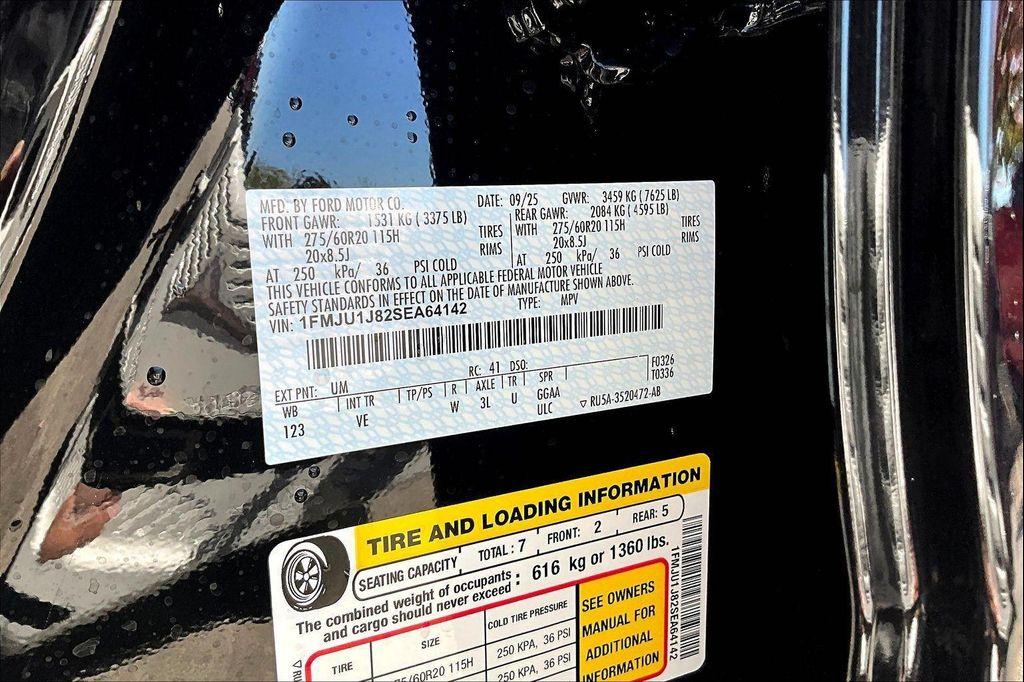 MFD. BY FORD MOTOR CO. DATE: 09/25 GVWR: 3459 KG ( 7625 LB)
FRONT GAWR: 1531 KG ( 3375 LB) REAR GAWR: 2084 KG ( 4595 LB)
WITH 275/60R20 115H TIRES WITH 275/60R20 115H TIRES
20x8.5J RIMS 20x8.5J RIMS
AT 250 kPa/ 36 PSI COLD AT 250 kPa/ 36 PSI COLD
THIS VEHICLE CONFORMS TO ALL APPLICABLE FEDERAL MOTOR VEHICLE
SAFETY STANDARDS IN EFFECT ON THE DATE OF MANUFACTURE SHOWN ABOVE.
VIN: 1FMJU1J82SEA64142 TYPE: MPV
EXT PNT: UM RC: 41 DSO: F0326
T0336
WB INT TR TP/PS R AXLE TR SPR
123 VE W 3L U GGAA
ULC ▽ RU5A-3520472-AB
TIRE AND LOADING INFORMATION
SEATING CAPACITY TOTAL : 7 FRONT: 2 REAR: 5
The combined weight of occupants : 616 kg or 1360 lbs.
and cargo should never exceed
TIRE SIZE COLD TIRE PRESSURE
75/60R20 115H 250 KPA, 36 PSI
250 KPA, 36 PSI
SEE OWNERS
MANUAL FOR
ADDITIONAL
INFORMATION
1FMJU1J82SEA64142
▽ RU